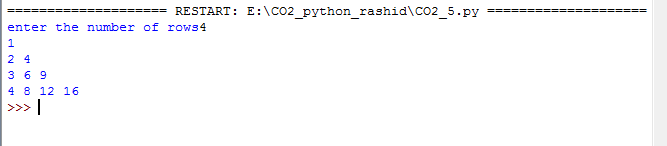 ==================== RESTART: E:\CO2_python_rashid\CO2_5.py ====================
enter the number of rows4
1
2 4
3 6 9
4 8 12 16
>>>